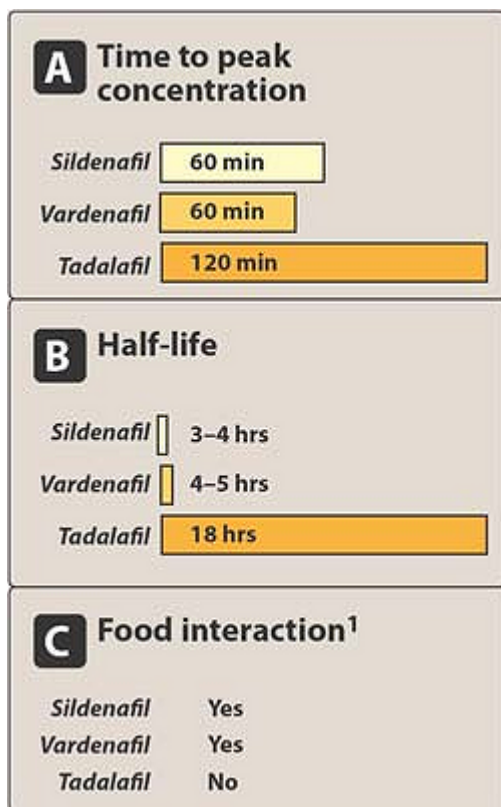 A Time to peak
concentration
Sildenafil 60 min
Vardenafil 60 min
Tadalafil 120 min
B Half-life
Sildenafil 3–4 hrs
Vardenafil 4–5 hrs
Tadalafil 18 hrs
C Food interaction¹
Sildenafil Yes
Vardenafil Yes
Tadalafil No